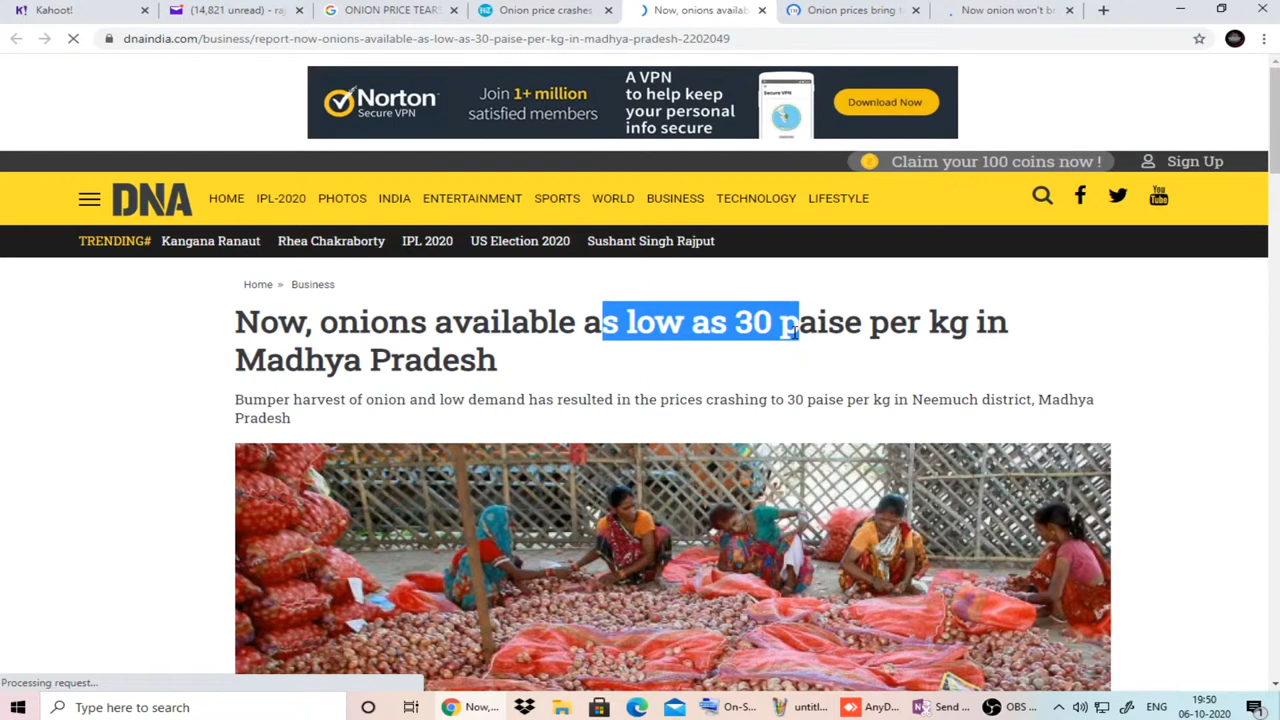 Kahoot!
(14,821 unread) - ra
ONION PRICE TEARS
Onion price crashes
Now, onions availab
Onion prices bring t
Now onion won't b
dnaindia.com/business/report-now-onions-available-as-low-as-30-paise-per-kg-in-madhya-pradesh-2202049
Norton
Secure VPN
Join 1+ million
satisfied members
A VPN
to help keep
your personal
info secure
Secure VPN
Download Now
Claim your 100 coins now !
Sign Up
DNA
HOME IPL-2020 PHOTOS INDIA ENTERTAINMENT SPORTS WORLD BUSINESS TECHNOLOGY LIFESTYLE
You
Tube
TRENDING# Kangana Ranaut Rhea Chakraborty IPL 2020 US Election 2020 Sushant Singh Rajput
Home » Business
Now, onions available as low as 30 paise per kg in
Madhya Pradesh
Bumper harvest of onion and low demand has resulted in the prices crashing to 30 paise per kg in Neemuch district, Madhya
Pradesh
Processing request...
Type here to search
Now,...
On-S...
untitl...
AnyD...
Send ...
OBS ...
ENG
19:50
06-10-2020